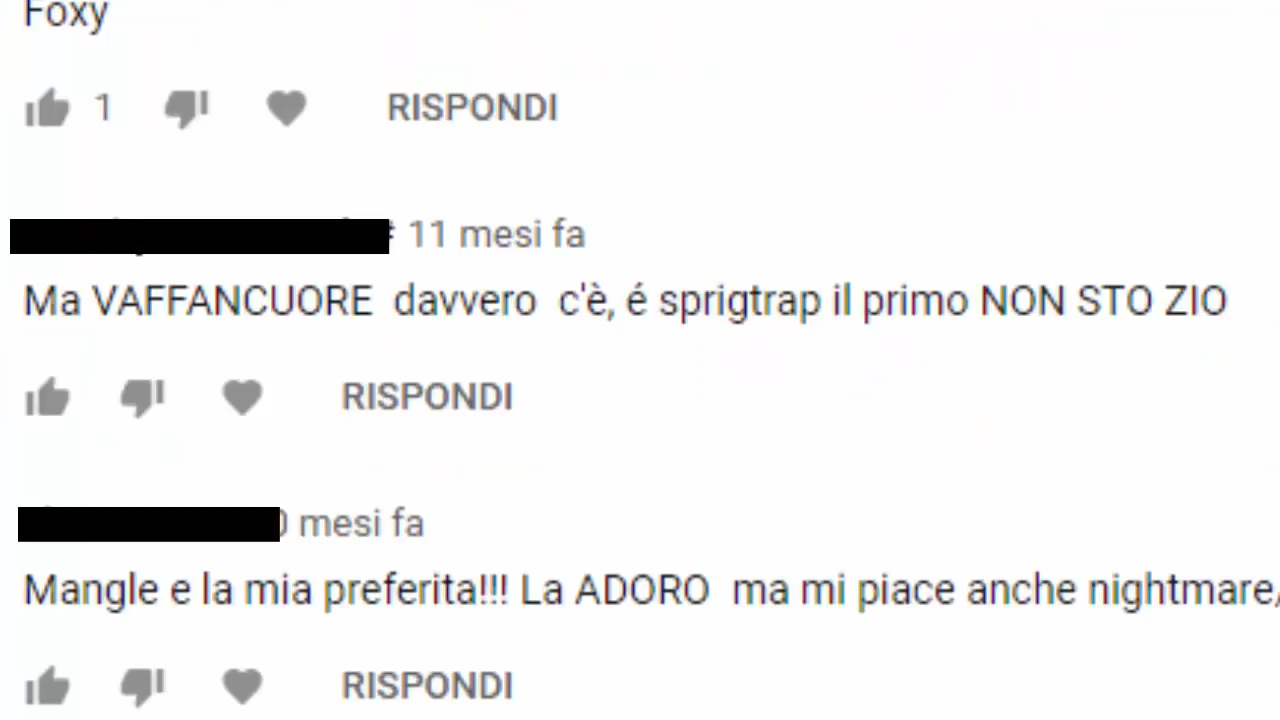 Foxy
1
RISPONDI
11 mesi fa
Ma VAFFANCUORE davvero c'è, é sprigtrap il primo NON STO ZIO
RISPONDI
mesi fa
Mangle e la mia preferita!!! La ADORO ma mi piace anche nightmare,
RISPONDI